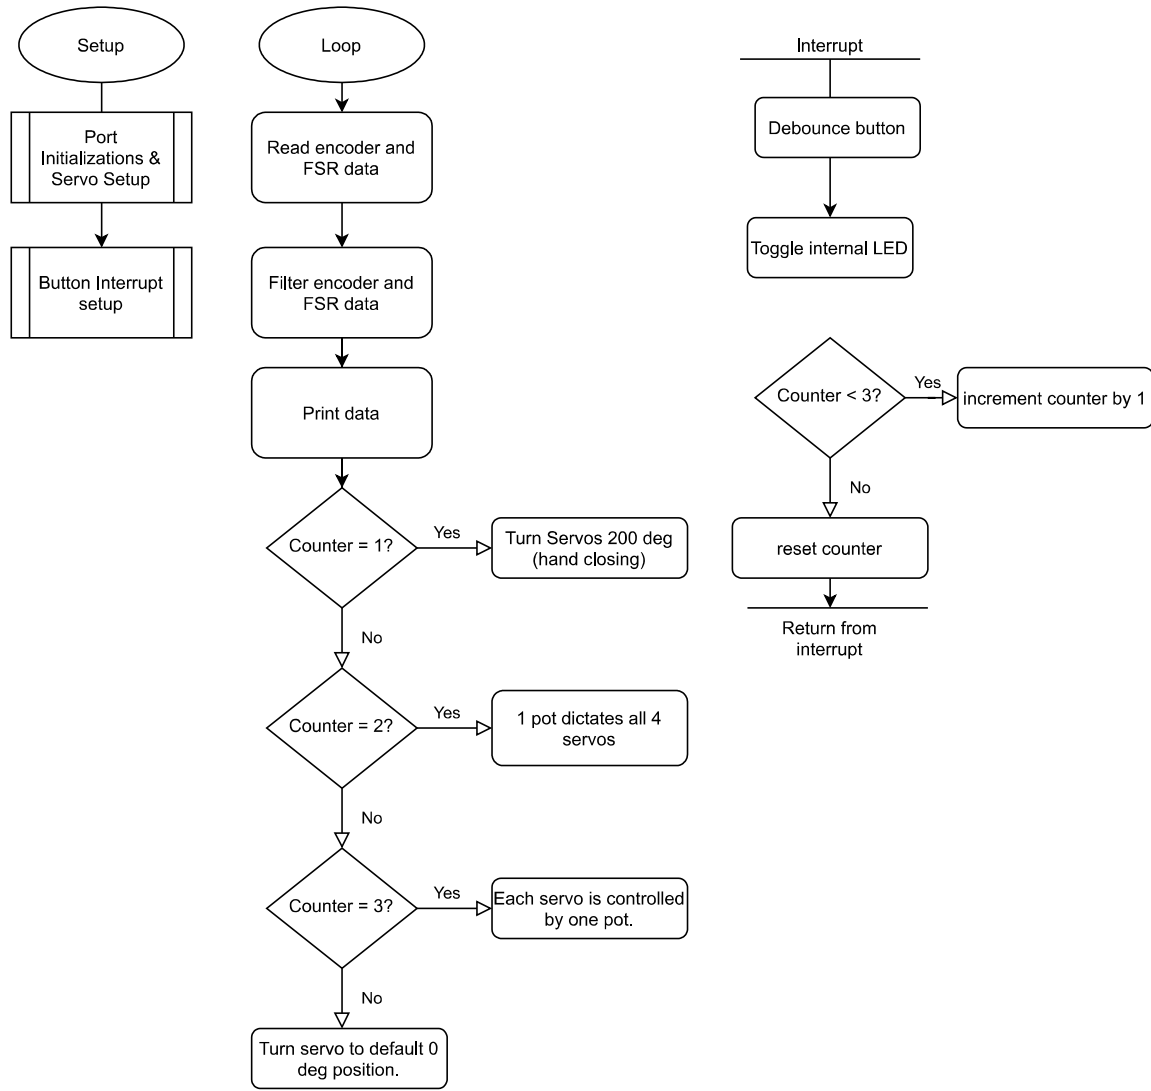 Setup
Port
Initializations &
Servo Setup
Button Interrupt
setup
Loop
Read encoder and
FSR data
Filter encoder and
FSR data
Print data
Counter = 1?
Yes
Turn Servos 200 deg
(hand closing)
No
Counter = 2?
Yes
1 pot dictates all 4
servos
No
Counter = 3?
Yes
Each servo is controlled
by one pot.
No
Turn servo to default 0
deg position.
Interrupt
Debounce button
Toggle internal LED
Counter < 3?
Yes
increment counter by 1
No
reset counter
Return from
interrupt